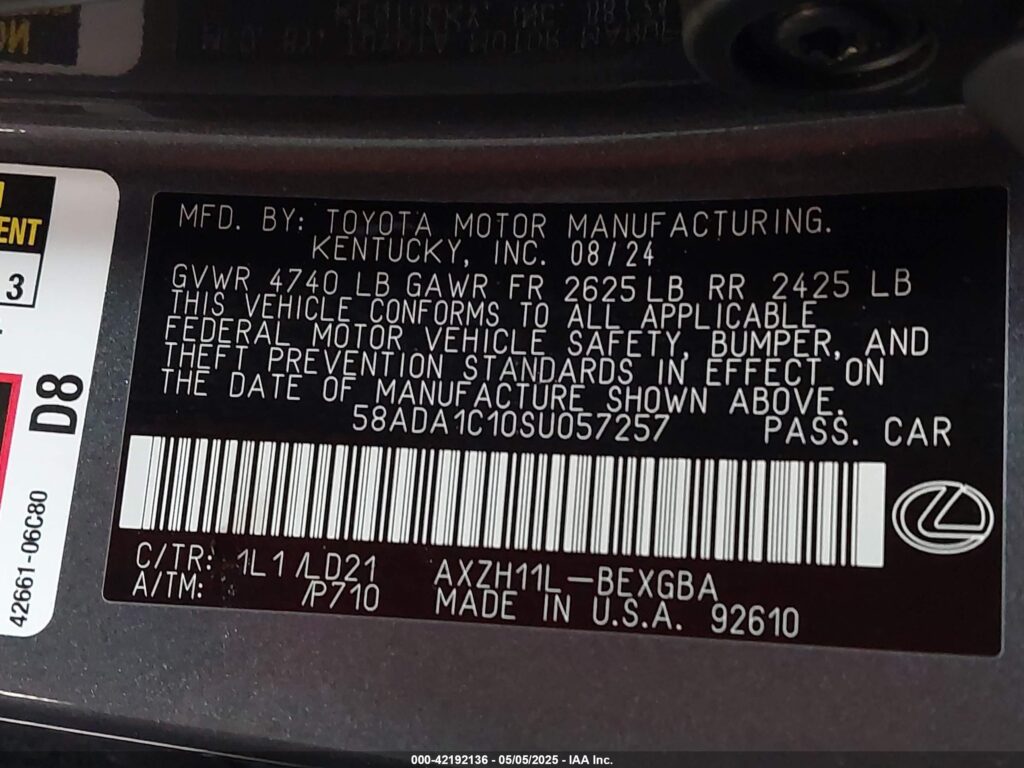 MFD. BY: TOYOTA MOTOR MANUFACTURING.
KENTUCKY, INC. 08/24
GVWR 4740 LB GAWR FR 2625 LB RR 2425 LB
THIS VEHICLE CONFORMS TO ALL APPLICABLE
FEDERAL MOTOR VEHICLE SAFETY, BUMPER, AND
THEFT PREVENTION STANDARDS IN EFFECT ON
THE DATE OF MANUFACTURE SHOWN ABOVE.
58ADA1C10SU057257 PASS. CAR
C/TR: 1L1/LD21 AXZH11L-BEXGBA
A/TM: /P710 MADE IN U.S.A. 92610
ENT
3
D8
42661-06C80
000-42192136 - 05/05/2025 - IAA Inc.